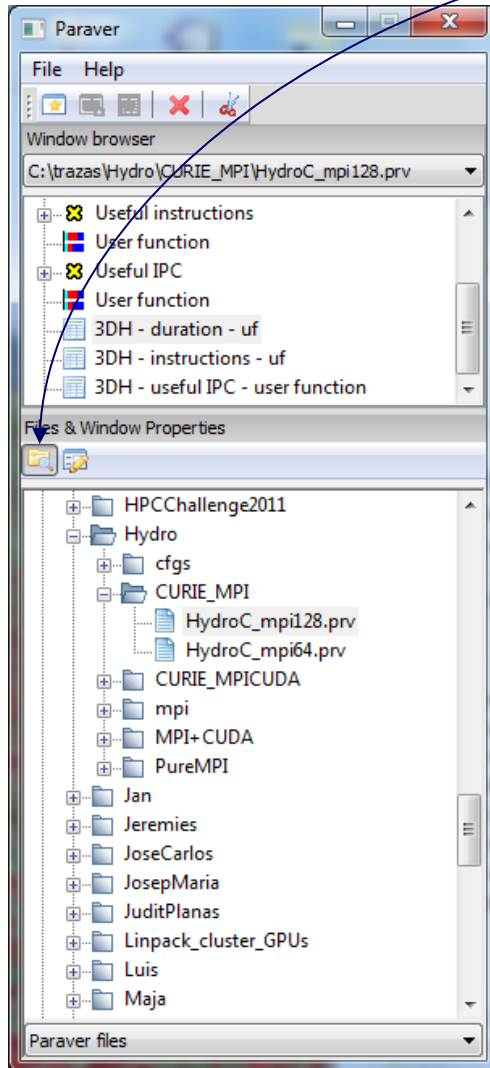 Paraver
File Help
Window browser
C:\trazas\Hydro\CURIE_MPI\HydroC_mpi128.prv
Useful instructions
User function
Useful IPC
User function
3DH - duration - uf
3DH - instructions - uf
3DH - useful IPC - user function
Files & Window Properties
HPCChallenge2011
Hydro
cfgs
CURIE_MPI
HydroC_mpi128.prv
HydroC_mpi64.prv
CURIE_MPICUDA
mpi
MPI+CUDA
PureMPI
Jan
Jeremies
JoseCarlos
JosepMaria
JuditPlanas
Linpack_cluster_GPUs
Luis
Maja
Paraver files